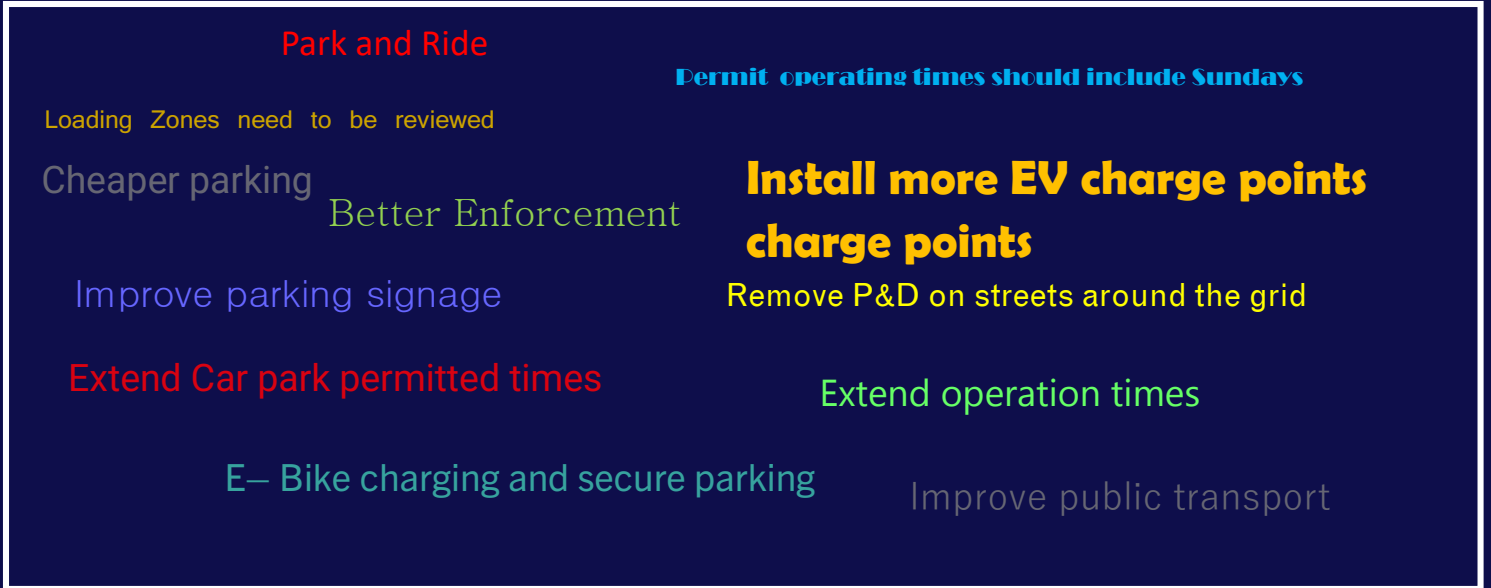 Park and Ride
Permit operating times should include Sundays
Loading Zones need to be reviewed
Cheaper parking
Better Enforcement
Install more EV charge points
charge points
Improve parking signage
Remove P&D on streets around the grid
Extend Car park permitted times
Extend operation times
E– Bike charging and secure parking
Improve public transport